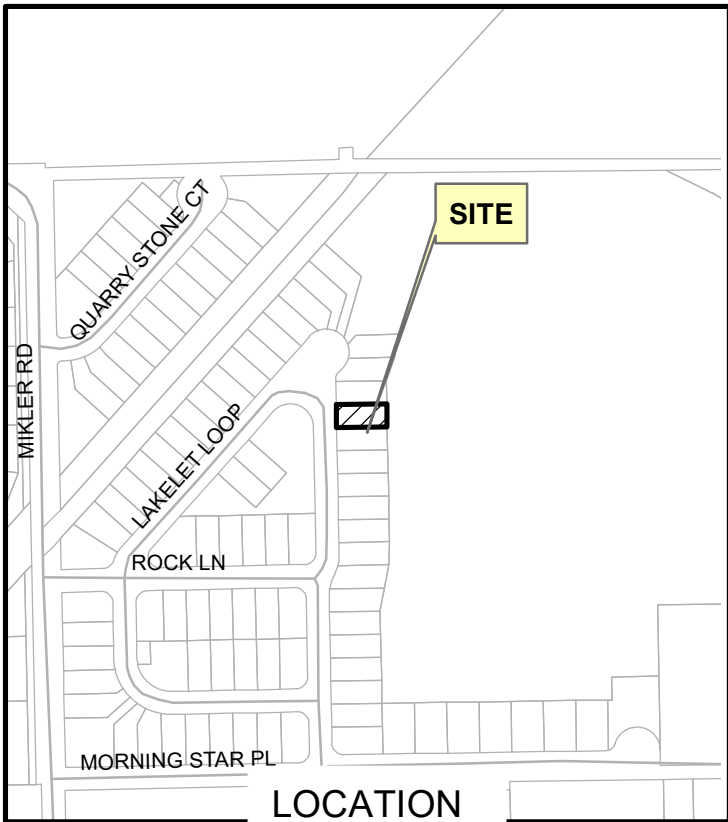 QUARRY STONE CT
SITE
MIKLER RD
LAKELET LOOP
ROCK LN
MORNING STAR PL
LOCATION